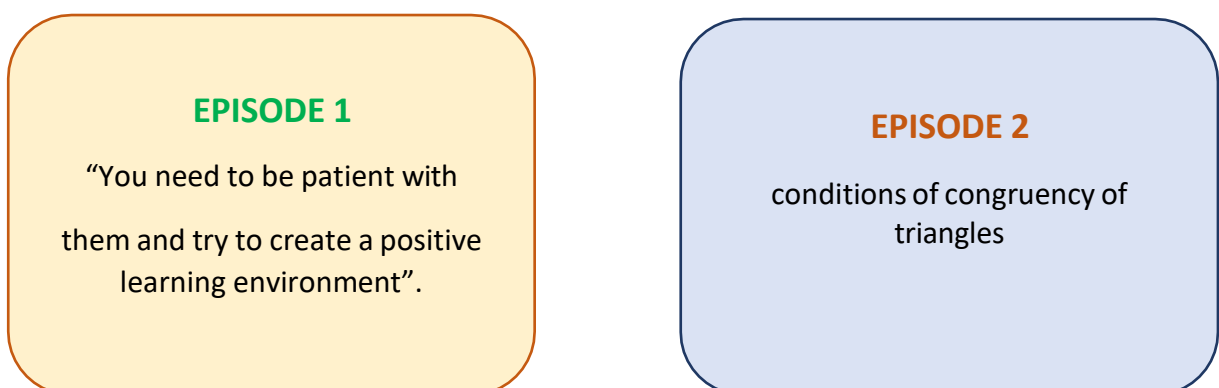 EPISODE 1
“You need to be patient with
them and try to create a positive
learning environment”.
EPISODE 2
conditions of congruency of
triangles